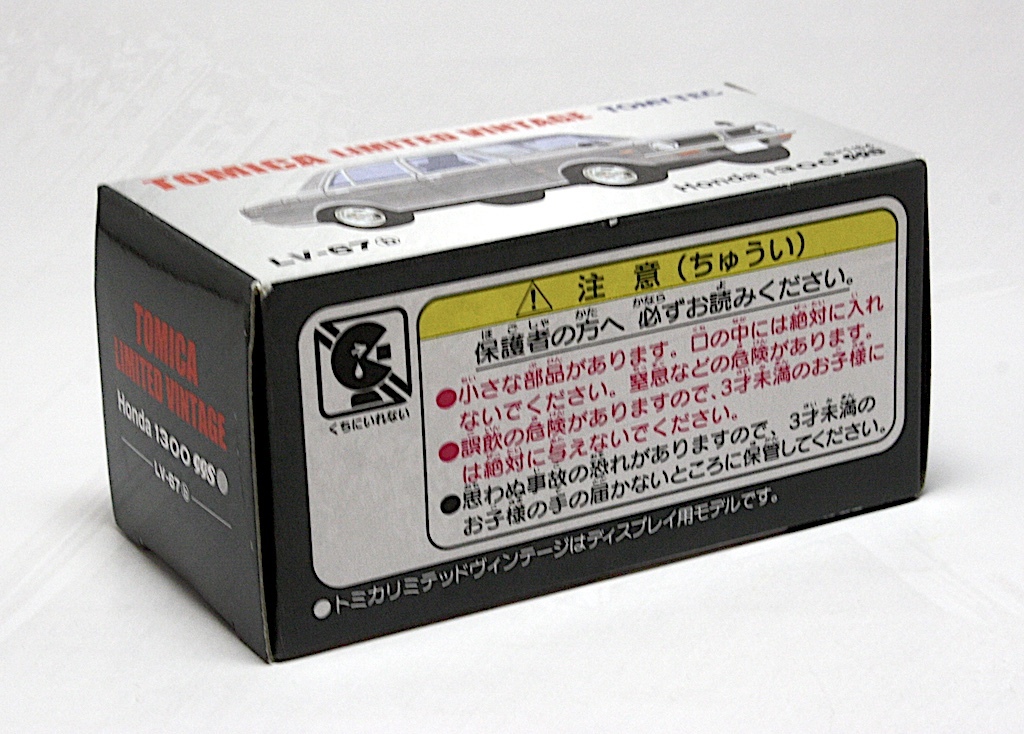 TOMICA LIMITED VINTAGE TOMYTEC
Honda 1300
LV-67
TOMICA
LIMITED VINTAGE
Honda 1300
LV-67
くちにいれない
注意(ちゅうい)
保護者の方へ 必ずお読みください。
●小さな部品があります。口の中には絶対に入れ
ないでください。窒息などの危険があります。
●誤飲の危険がありますので、3才未満のお子様に
は絶対に与えないでください。
●思わぬ事故の恐れがありますので、3才未満の
お子様の手の届かないところに保管してください。
●トミカリミテッドヴィンテージはディスプレイ用モデルです。